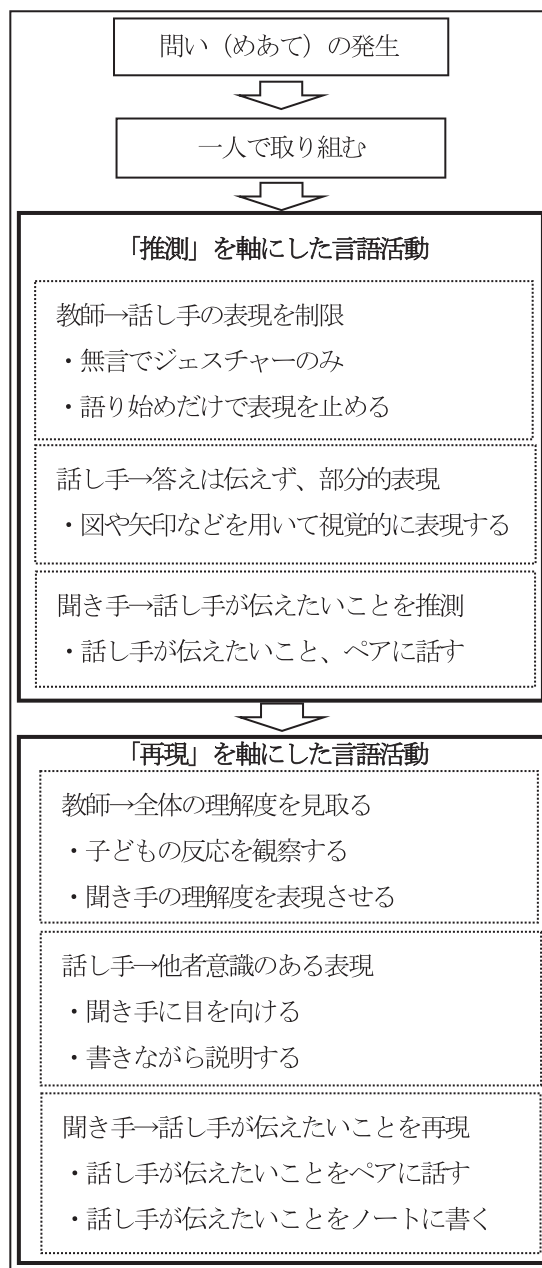 問い（めあて）の発生
一人で取り組む
「推測」を軸にした言語活動
教師→話し手の表現を制限
・無言でジェスチャーのみ
・語り始めだけで表現を止める
話し手→答えは伝えず、部分的表現
・図や矢印などを用いて視覚的に表現する
聞き手→話し手が伝えたいことを推測
・話し手が伝えたいこと、ペアに話す
「再現」を軸にした言語活動
教師→全体の理解度を見取る
・子どもの反応を観察する
・聞き手の理解度を表現させる
話し手→他者意識のある表現
・聞き手に目を向ける
・書きながら説明する
聞き手→話し手が伝えたいことを再現
・話し手が伝えたいことをペアに話す
・話し手が伝えたいことをノートに書く